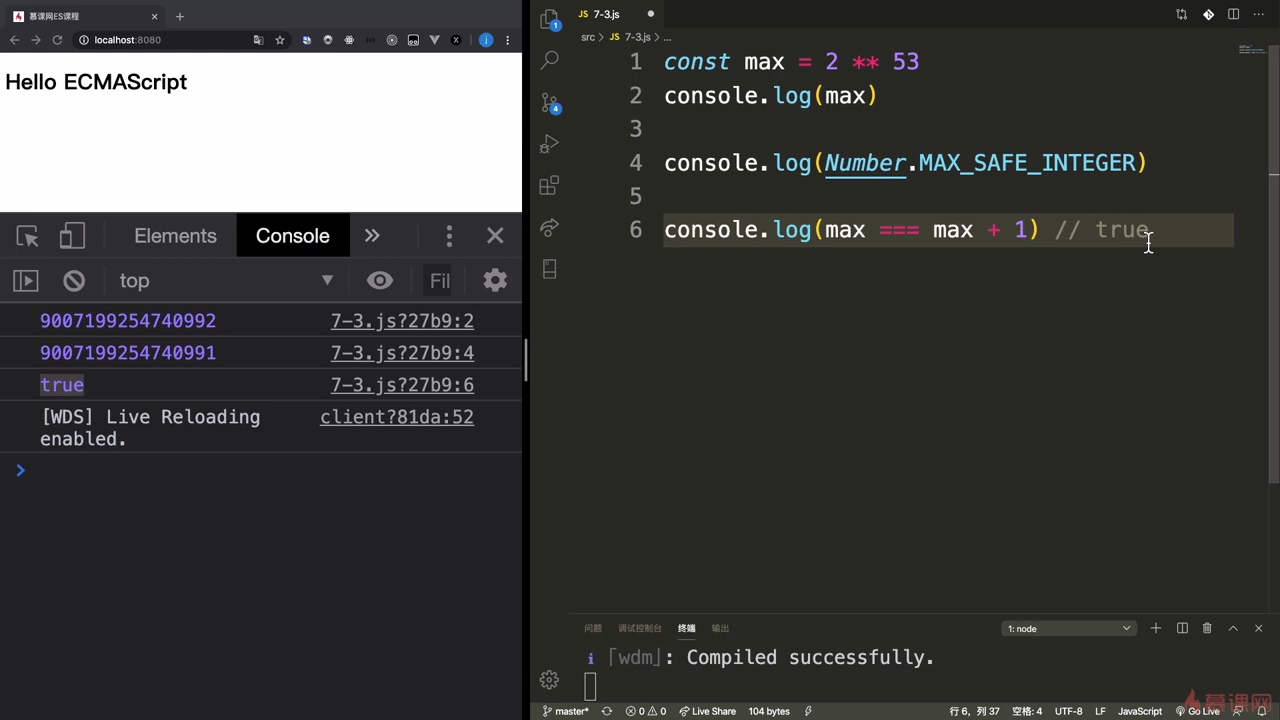 慕课网ES课程
localhost:8080
Hello ECMAScript
Elements
Console
top
Fil
9007199254740992 7-3.js?27b9:2
9007199254740991 7-3.js?27b9:4
true 7-3.js?27b9:6
[WDS] Live Reloading enabled. client?81da:52
JS 7-3.js
src > JS 7-3.js > ...
1 const max = 2 ** 53
2 console.log(max)
3
4 console.log(Number.MAX_SAFE_INTEGER)
5
6 console.log(max === max + 1) // true
问题 调试控制台 终端 输出
1: node
i 「wdm」: Compiled successfully.
master* 0 0 Live Share 104 bytes
行 6, 列 37 空格: 4 UTF-8 LF JavaScript Go Live
慕课网